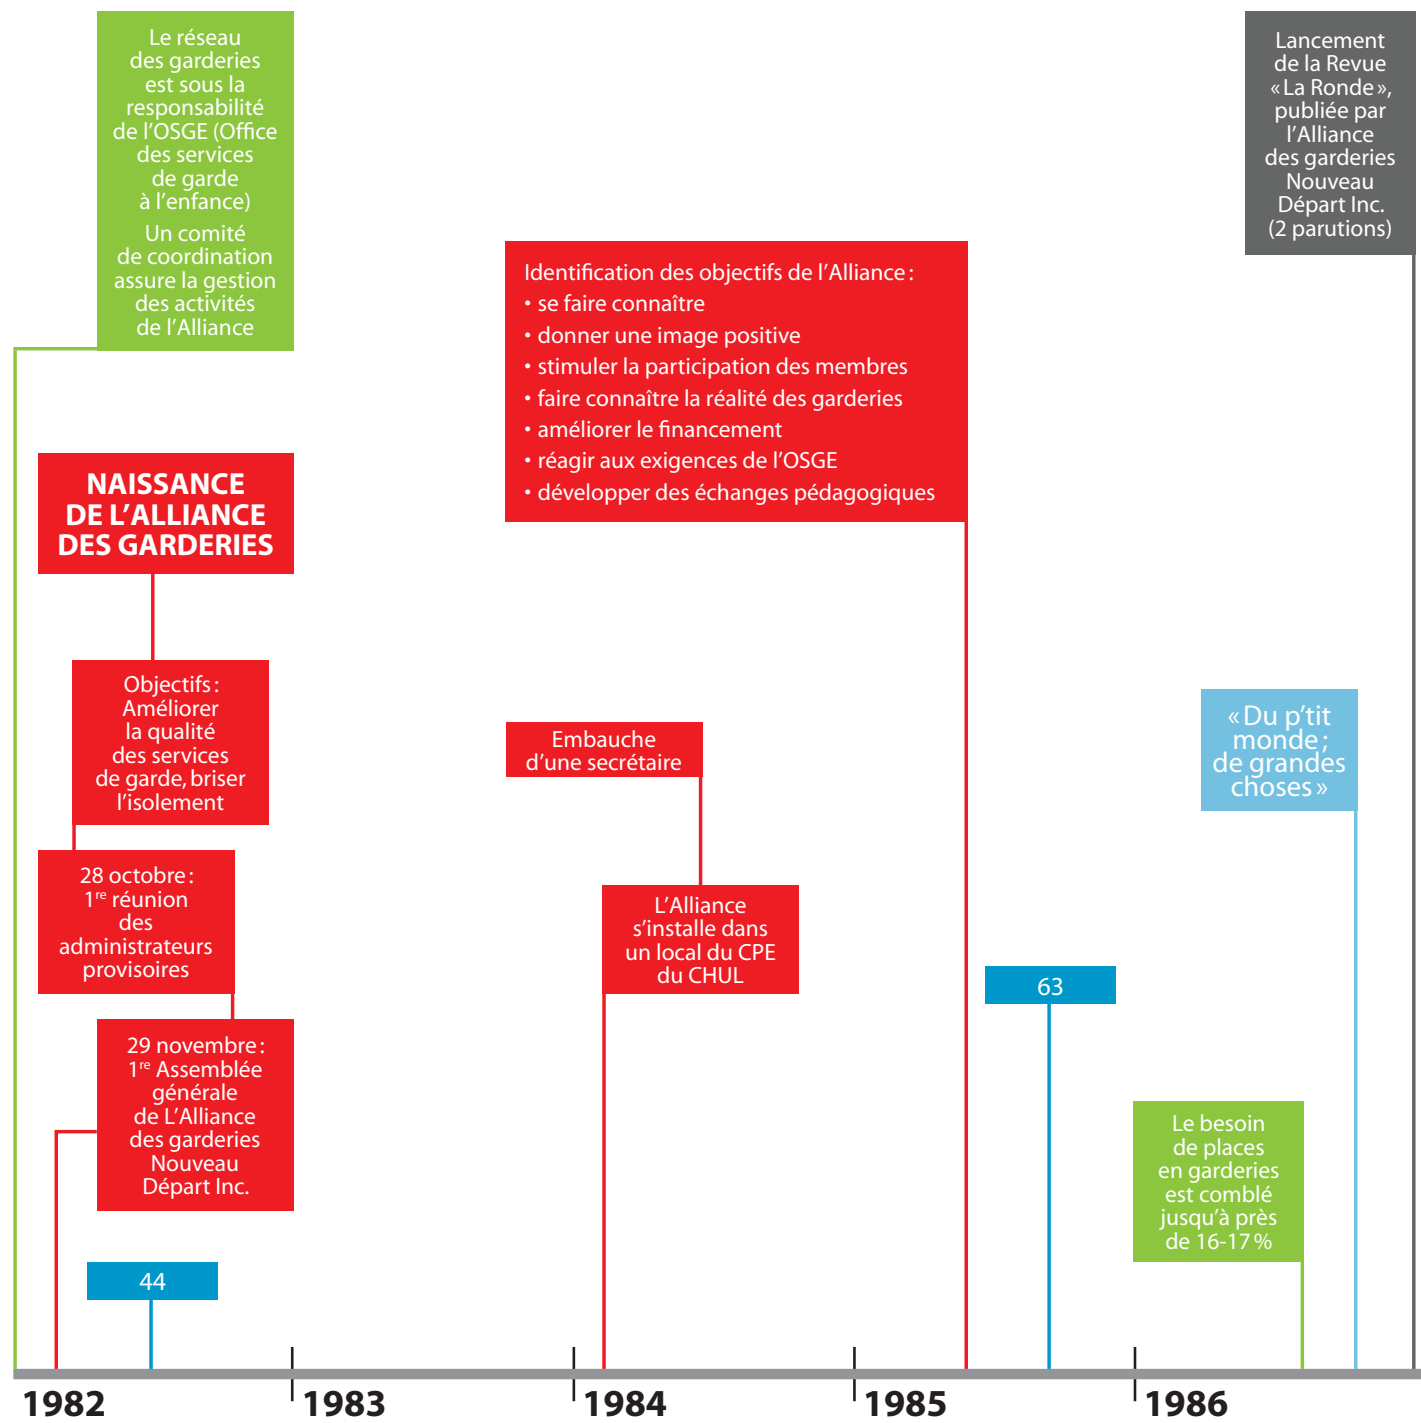 Le réseau
des garderies
est sous la
responsabilité
de l'OSGE (Office
des services
de garde
à l'enfance)
Un comité
de coordination
assure la gestion
des activités
de l'Alliance
NAISSANCE
DE L'ALLIANCE
DES GARDERIES
Objectifs :
Améliorer
la qualité
des services
de garde, briser
l'isolement
28 octobre :
1re réunion
des
administrateurs
provisoires
29 novembre :
1re Assemblée
générale
de L'Alliance
des garderies
Nouveau
Départ Inc.
44
Identification des objectifs de l'Alliance :
• se faire connaître
• donner une image positive
• stimuler la participation des membres
• faire connaître la réalité des garderies
• améliorer le financement
• réagir aux exigences de l'OSGE
• développer des échanges pédagogiques
Embauche
d'une secrétaire
L'Alliance
s'installe dans
un local du CPE
du CHUL
63
Lancement
de la Revue
« La Ronde »,
publiée par
l'Alliance
des garderies
Nouveau
Départ Inc.
(2 parutions)
« Du p'tit
monde ;
de grandes
choses »
Le besoin
de places
en garderies
est comblé
jusqu'à près
de 16-17 %
1982
1983
1984
1985
1986